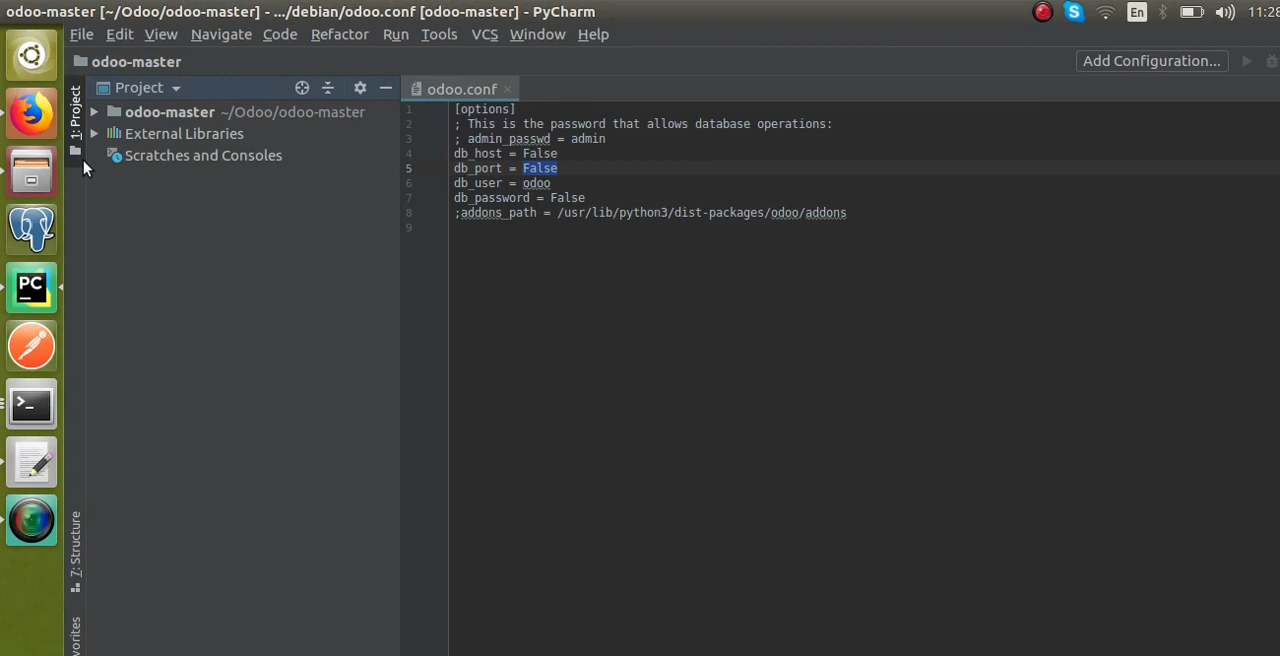 odoo-master [~/Odoo/odoo-master] - .../debian/odoo.conf [odoo-master] - PyCharm
En
11:28
File Edit View Navigate Code Refactor Run Tools VCS Window Help
odoo-master
Add Configuration...
1: Project
Project
odoo.conf
odoo-master ~/Odoo/odoo-master
External Libraries
Scratches and Consoles
1 [options]
2 ; This is the password that allows database operations:
3 ; admin_passwd = admin
4 db_host = False
5 db_port = False
6 db_user = odoo
7 db_password = False
8 ;addons_path = /usr/lib/python3/dist-packages/odoo/addons
9
PC
>_
7: Structure
vorites